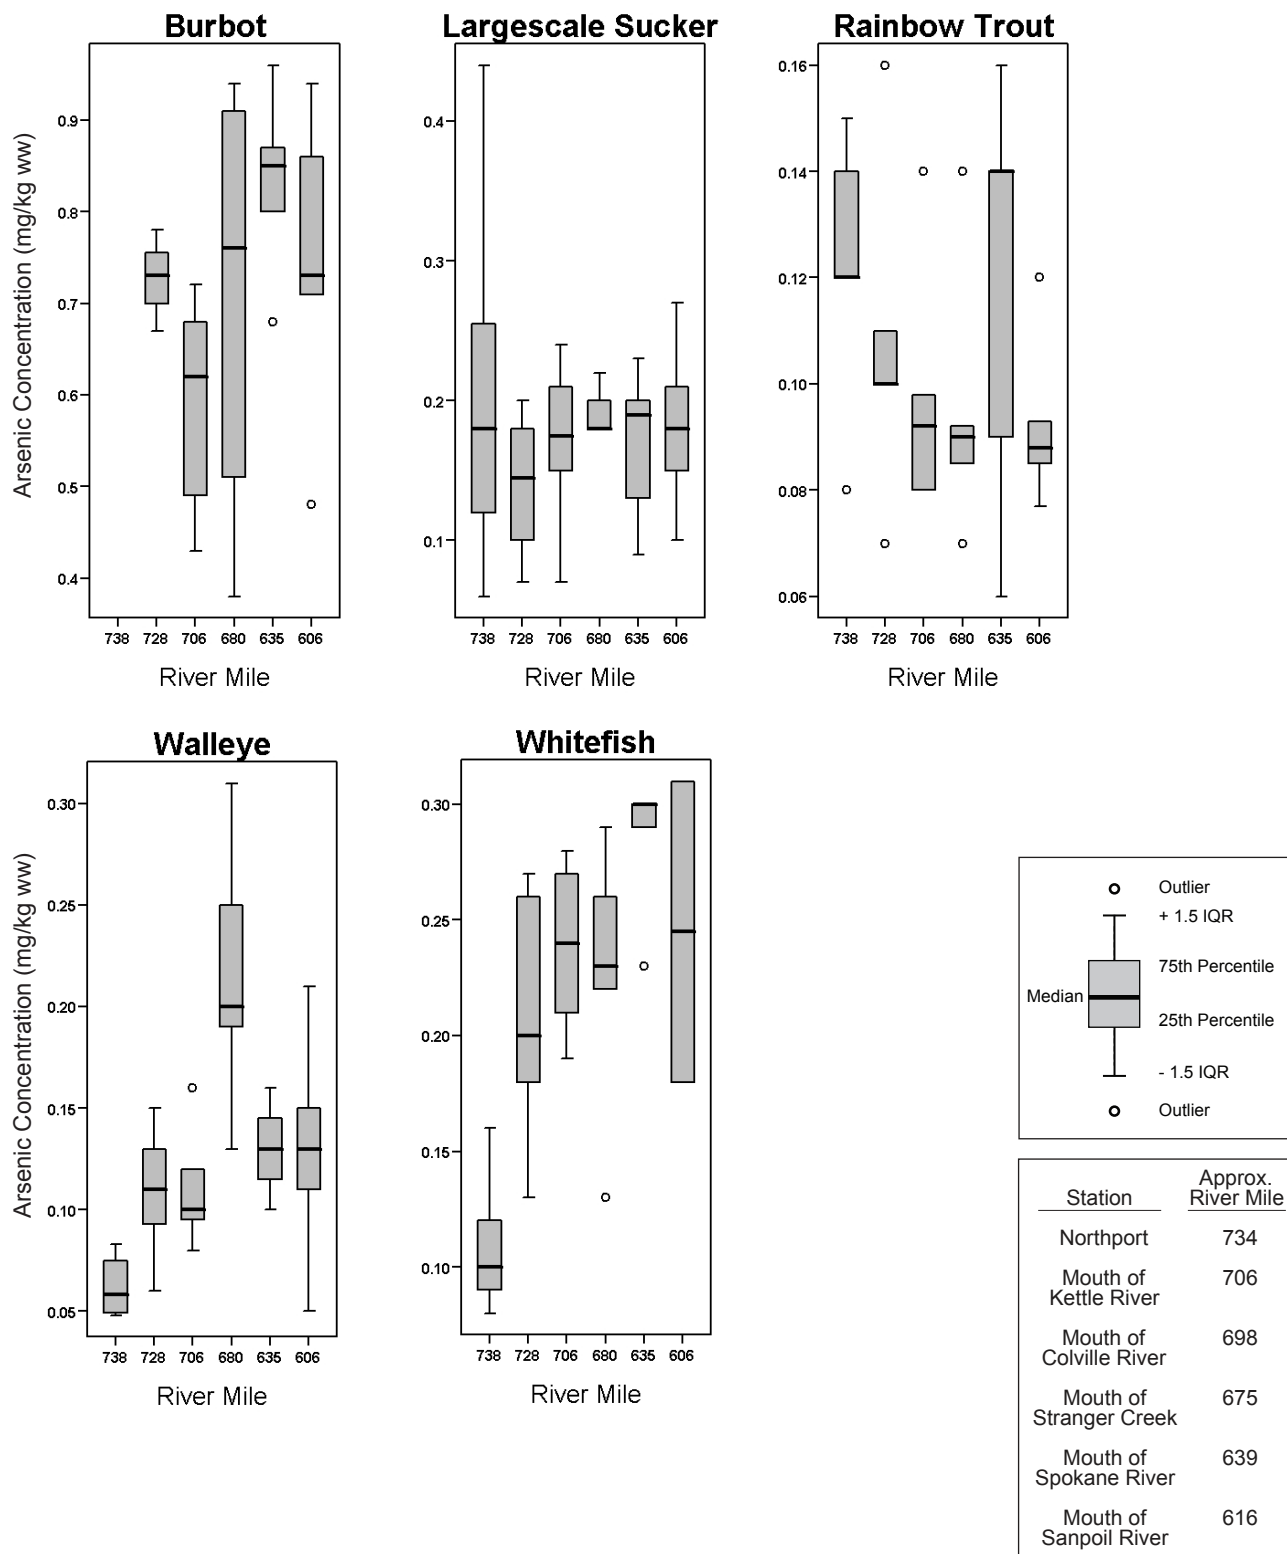 Burbot
Largescale Sucker
Rainbow Trout
Arsenic Concentration (mg/kg ww)
0.9
0.8
0.7
0.6
0.5
0.4
738 728 706 680 635 606
River Mile
0.4
0.3
0.2
0.1
738 728 706 680 635 606
River Mile
0.16
0.14
0.12
0.10
0.08
0.06
738 728 706 680 635 606
River Mile
Walleye
Whitefish
Arsenic Concentration (mg/kg ww)
0.30
0.25
0.20
0.15
0.10
0.05
738 728 706 680 635 606
River Mile
0.30
0.25
0.20
0.15
0.10
738 728 706 680 635 606
River Mile
Outlier
+ 1.5 IQR
75th Percentile
Median
25th Percentile
- 1.5 IQR
Outlier
Station Approx. River Mile
Northport 734
Mouth of
Kettle River 706
Mouth of
Colville River 698
Mouth of
Stranger Creek 675
Mouth of
Spokane River 639
Mouth of
Sanpoil River 616